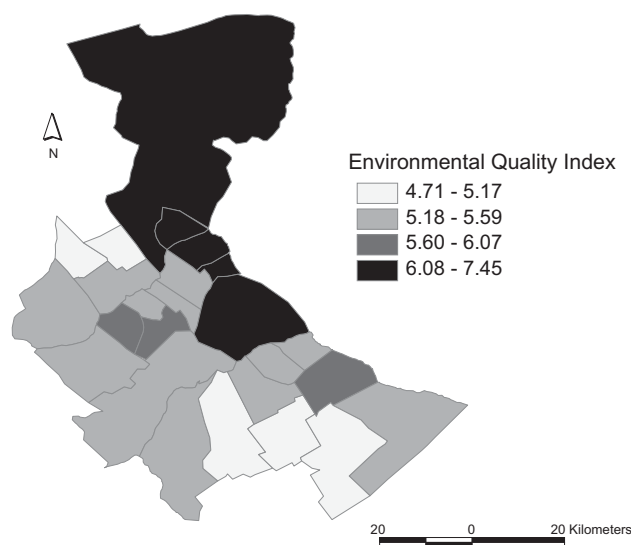 N
Environmental Quality Index
4.71 - 5.17
5.18 - 5.59
5.60 - 6.07
6.08 - 7.45
20 0 20 Kilometers